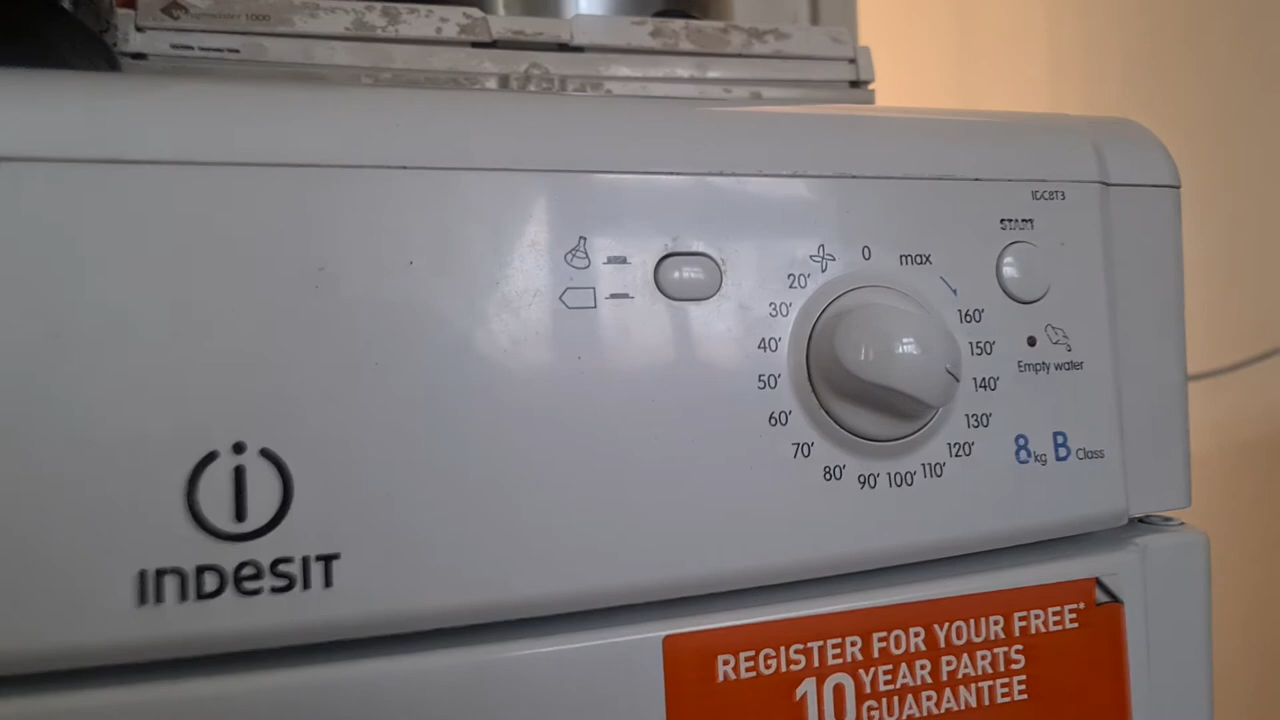 1000
IDC8T3
START
0
max
20'
30'
40'
50'
60'
70'
80'
90'
100'
110'
120'
130'
140'
150'
160'
Empty water
8kg B Class
INDESIT
REGISTER FOR YOUR FREE*
10 YEAR PARTS
GUARANTEE